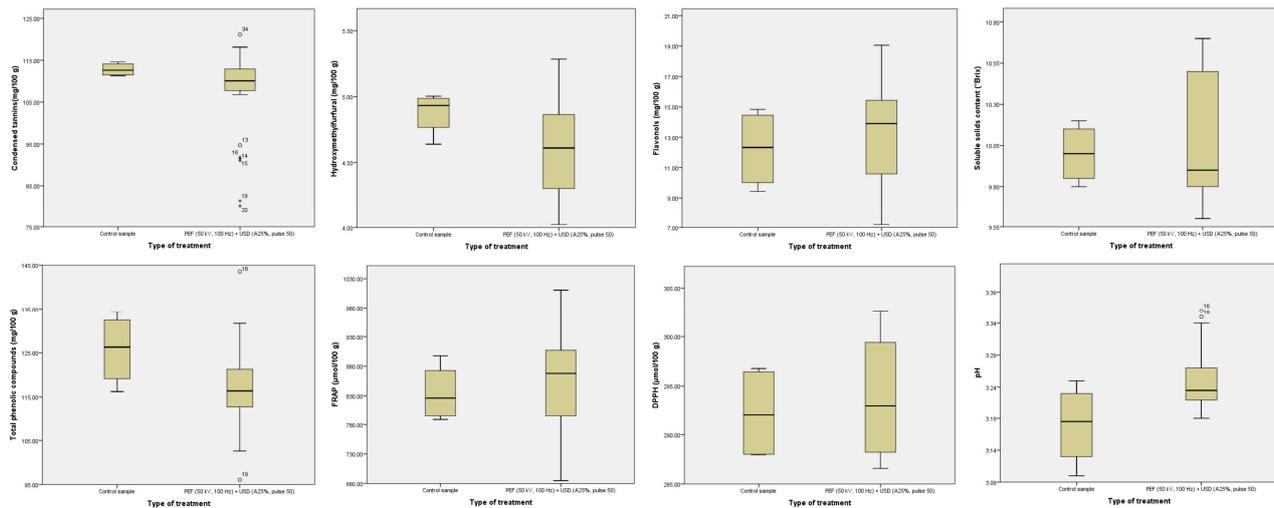 Condensed tannins(mg/100 g)
125.00
115.00
105.00
95.00
85.00
75.00
34
13
16
14
15
19
20
Control sample
PEF (50 kV, 100 Hz) + USD (A25%, pulse 50)
Type of treatment
Hydroxymethylfurfural (mg/100 g)
5.50
5.00
4.50
4.00
Control sample
PEF (50 kV, 100 Hz) + USD (A25%, pulse 50)
Type of treatment
Flavonols (mg/100 g)
21.00
19.00
17.00
15.00
13.00
11.00
9.00
7.00
Control sample
PEF (50 kV, 100 Hz) + USD (A25%, pulse 50)
Type of treatment
Soluble solids content (°Brix)
10.80
10.55
10.30
10.05
9.80
9.55
Control sample
PEF (50 kV, 100 Hz) + USD (A25%, pulse 50)
Type of treatment
Total phenolic compounds (mg/100 g)
145.00
135.00
125.00
115.00
105.00
95.00
18
19
Control sample
PEF (50 kV, 100 Hz) + USD (A25%, pulse 50)
Type of treatment
FRAP (µmol/100 g)
1030.00
980.00
930.00
880.00
830.00
780.00
730.00
680.00
Control sample
PEF (50 kV, 100 Hz) + USD (A25%, pulse 50)
Type of treatment
DPPH (µmol/100 g)
305.00
300.00
295.00
290.00
285.00
Control sample
PEF (50 kV, 100 Hz) + USD (A25%, pulse 50)
Type of treatment
pH
3.39
3.34
3.29
3.24
3.19
3.14
3.09
16
Control sample
PEF (50 kV, 100 Hz) + USD (A25%, pulse 50)
Type of treatment